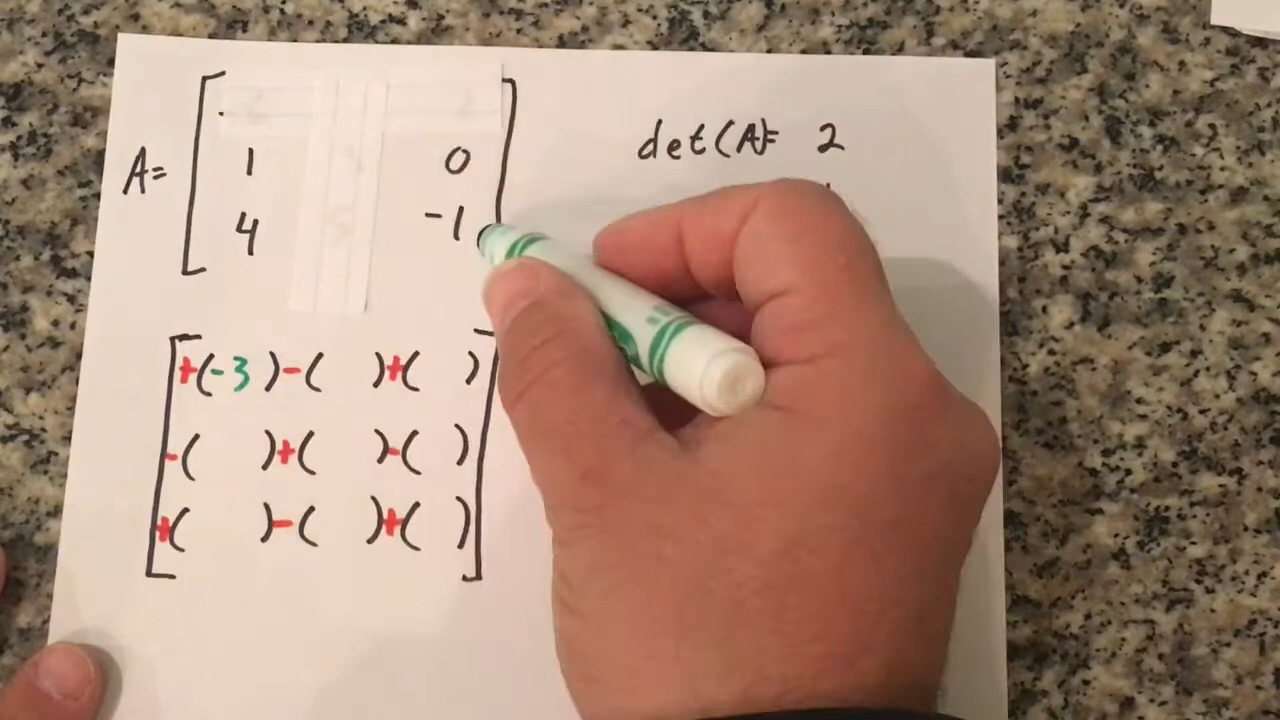 det(A)= 2
A= [ 1 0
4 -1 ]
[ +(-3 ) -( ) +( )
-( ) +( ) -( )
+( ) -( ) +( ) ]